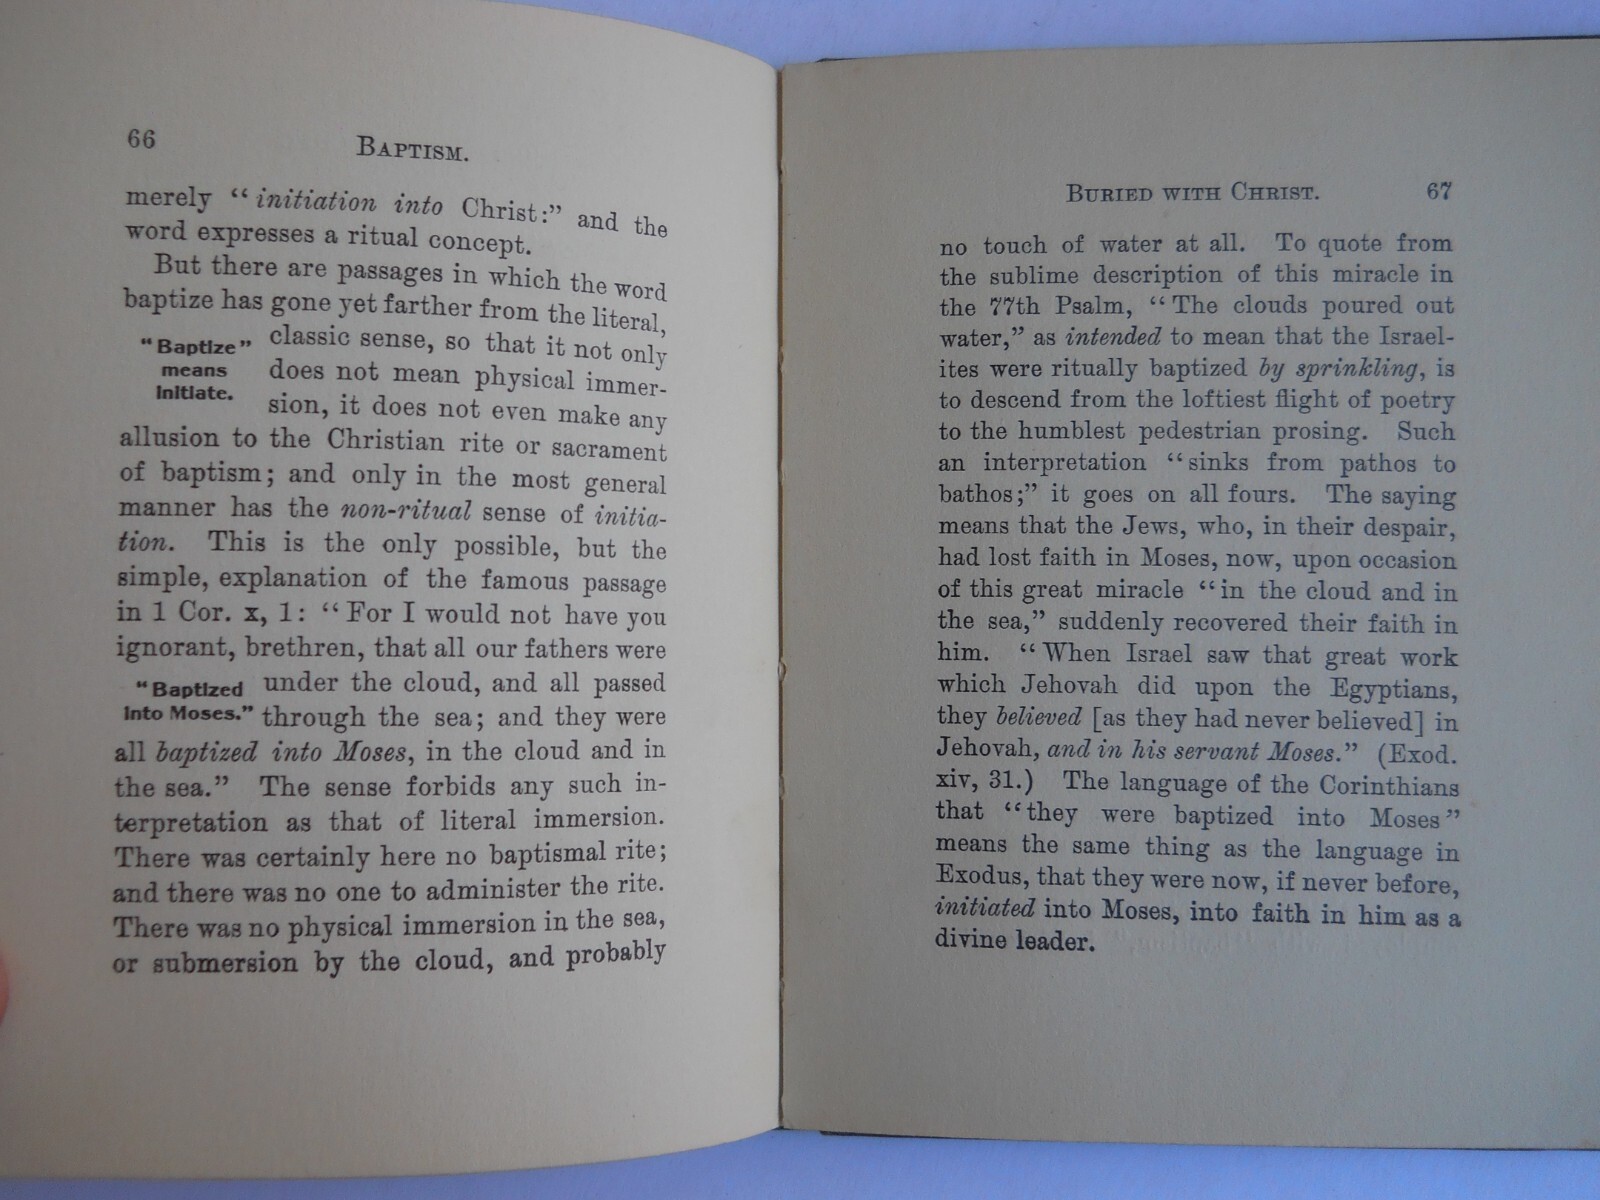 66
BAPTISM.
merely “initiation into Christ:” and the
word expresses a ritual concept.
But there are passages in which the word
baptize has gone yet farther from the literal,
“Baptize”
means
initiate.
classic sense, so that it not only
does not mean physical immer-
sion, it does not even make any
allusion to the Christian rite or sacrament
of baptism; and only in the most general
manner has the non-ritual sense of initia-
tion. This is the only possible, but the
simple, explanation of the famous passage
in 1 Cor. x, 1: “For I would not have you
ignorant, brethren, that all our fathers were
“Baptized
into Moses.”
under the cloud, and all passed
through the sea; and they were
all baptized into Moses, in the cloud and in
the sea.” The sense forbids any such in-
terpretation as that of literal immersion.
There was certainly here no baptismal rite;
and there was no one to administer the rite.
There was no physical immersion in the sea,
or submersion by the cloud, and probably
BURIED WITH CHRIST.
67
no touch of water at all. To quote from
the sublime description of this miracle in
the 77th Psalm, “The clouds poured out
water,” as intended to mean that the Israel-
ites were ritually baptized by sprinkling, is
to descend from the loftiest flight of poetry
to the humblest pedestrian prosing. Such
an interpretation “sinks from pathos to
bathos;” it goes on all fours. The saying
means that the Jews, who, in their despair,
had lost faith in Moses, now, upon occasion
of this great miracle “in the cloud and in
the sea,” suddenly recovered their faith in
him. “When Israel saw that great work
which Jehovah did upon the Egyptians,
they believed [as they had never believed] in
Jehovah, and in his servant Moses.” (Exod.
xiv, 31.) The language of the Corinthians
that “they were baptized into Moses”
means the same thing as the language in
Exodus, that they were now, if never before,
initiated into Moses, into faith in him as a
divine leader.